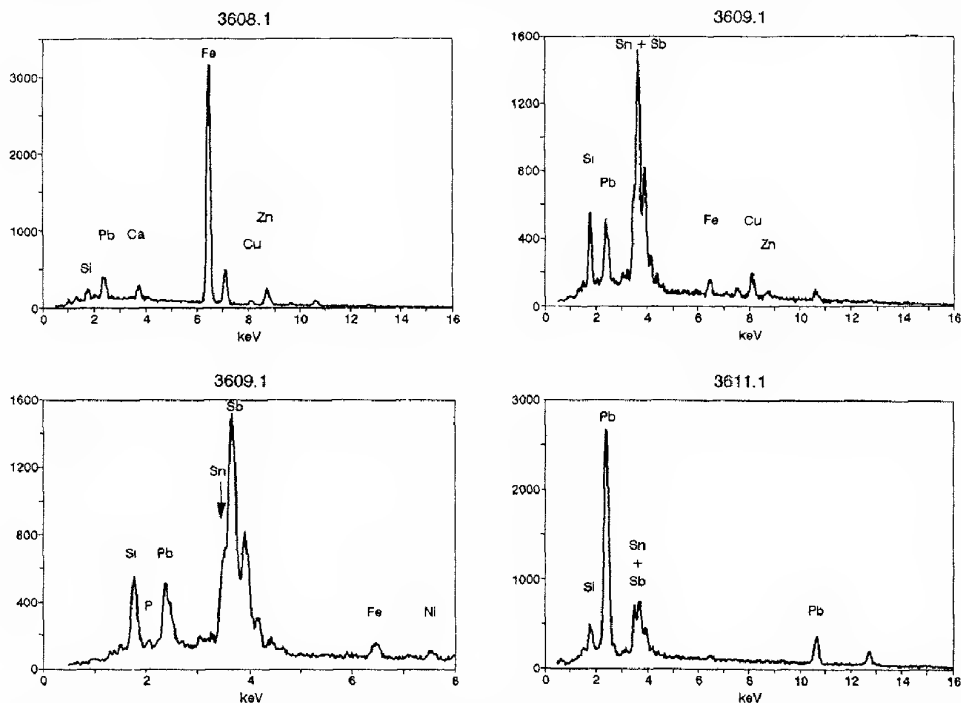 3608.1
3000
2000
1000
0
Fe
Zn
Pb
Ca
Cu
Si
0 2 4 6 8 10 12 14 16
keV
3609.1
1600
1200
800
400
0
Sn + Sb
Si
Pb
Fe
Cu
Zn
0 2 4 6 8 10 12 14 16
keV
3609.1
1600
1200
800
400
0
Sb
Sn
Si
Pb
P
Fe
Ni
0 2 4 6 8
keV
3611.1
3000
2000
1000
0
Pb
Sn
+
Sb
Si
Pb
0 2 4 6 8 10 12 14 16
keV